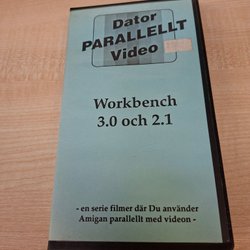 Dator
PARALLELLT
Video
Workbench
3.0 och 2.1
- en serie filmer där Du använder
Amigan parallellt med videon -